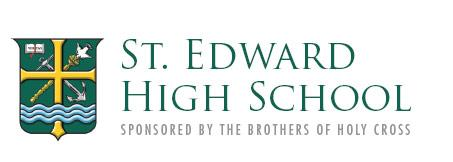 ST. EDWARD
HIGH SCHOOL
SPONSORED BY THE BROTHERS OF HOLY CROSS